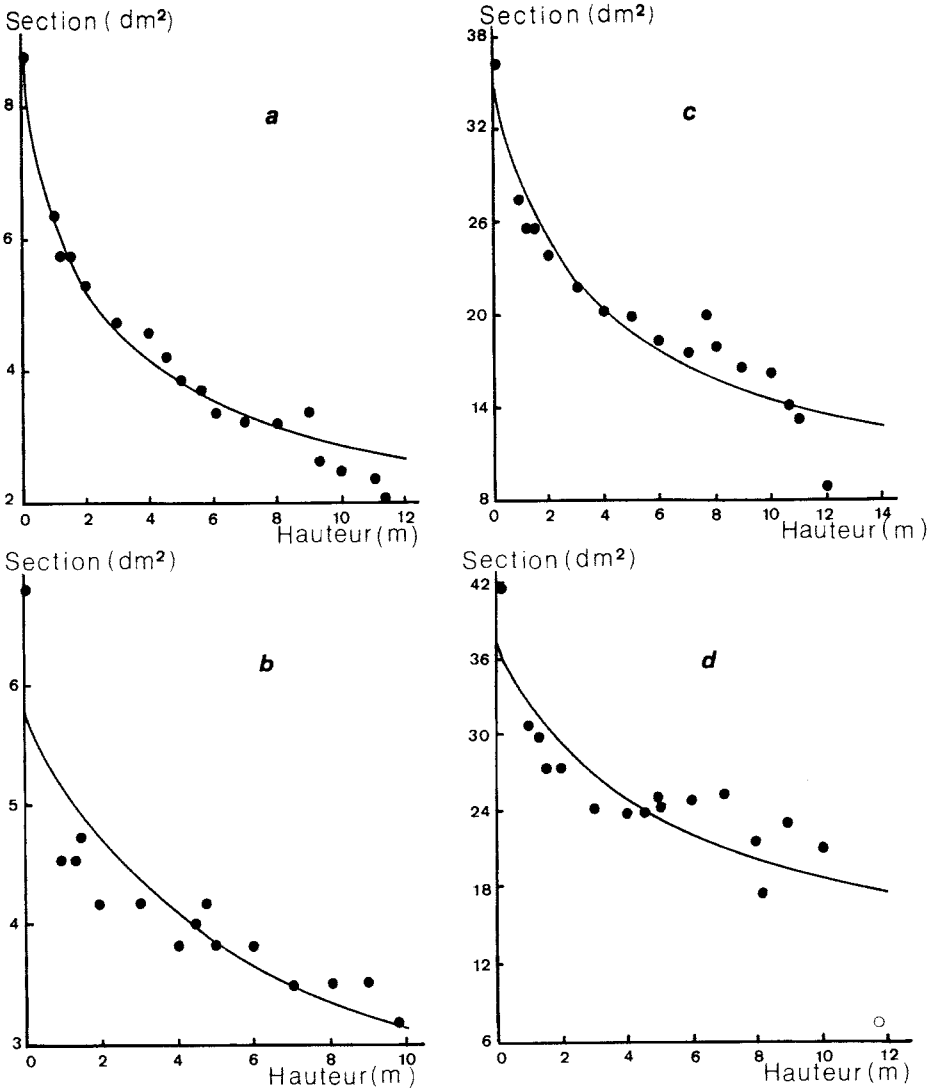 Section (dm²)
8
6
4
2
a
0 2 4 6 8 10 12
Hauteur (m)
Section (dm²)
38
32
26
20
14
8
c
0 2 4 6 8 10 12 14
Hauteur (m)
Section (dm²)
6
5
4
3
b
0 2 4 6 8 10
Hauteur (m)
Section (dm²)
42
36
30
24
18
12
6
d
0 2 4 6 8 10 12
Hauteur (m)